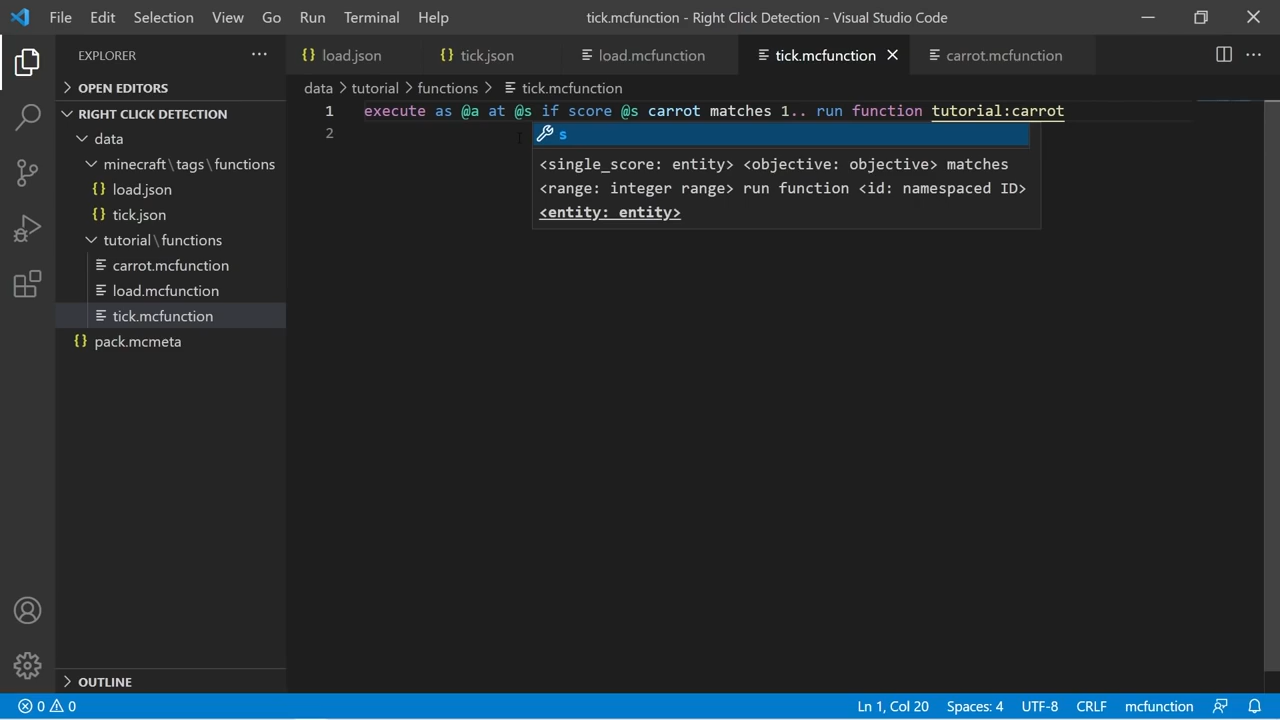 File Edit Selection View Go Run Terminal Help tick.mcfunction - Right Click Detection - Visual Studio Code
EXPLORER
load.json tick.json load.mcfunction tick.mcfunction carrot.mcfunction
OPEN EDITORS
data tutorial functions tick.mcfunction
RIGHT CLICK DETECTION
1 execute as @a at @s if score @s carrot matches 1.. run function tutorial:carrot
2
s
<single_score: entity> <objective: objective> matches
<range: integer range> run function <id: namespaced ID>
<entity: entity>
data
minecraft\tags\functions
load.json
tick.json
tutorial\functions
carrot.mcfunction
load.mcfunction
tick.mcfunction
pack.mcmeta
OUTLINE
0 0 Ln 1, Col 20 Spaces: 4 UTF-8 CRLF mcfunction